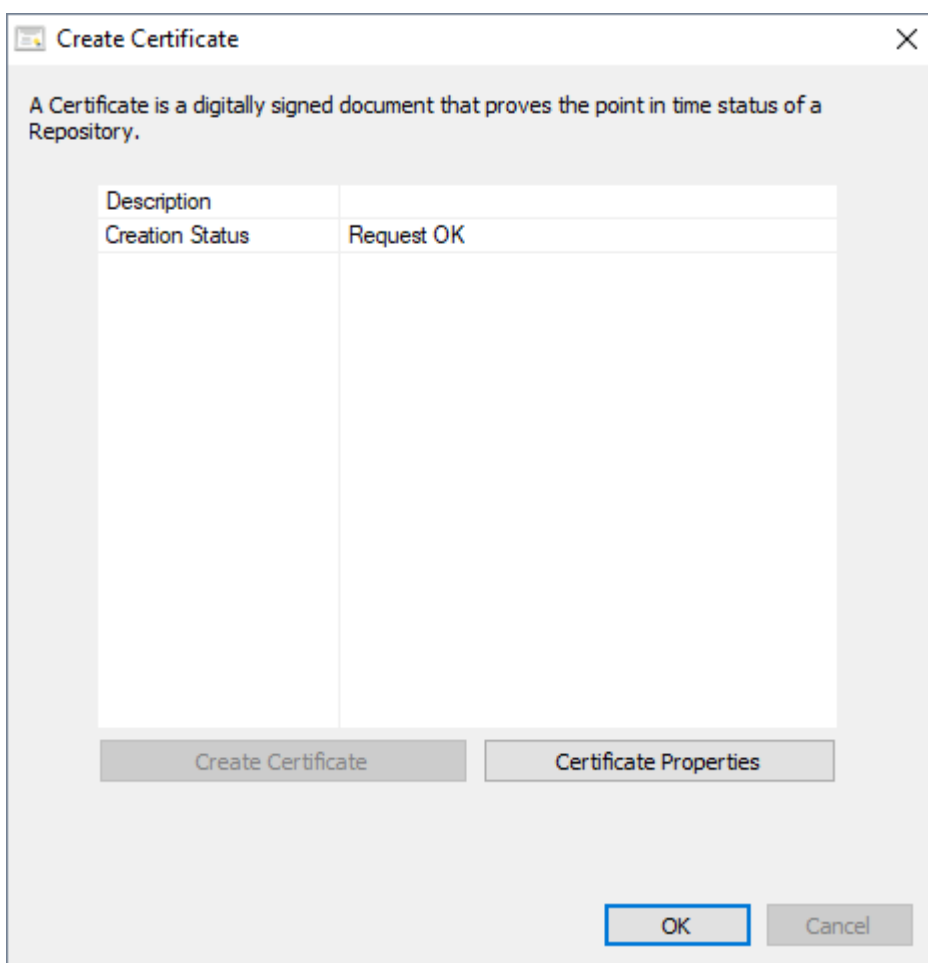 Create Certificate
A Certificate is a digitally signed document that proves the point in time status of a
Repository.
Description
Creation Status Request OK
Create Certificate Certificate Properties
OK Cancel